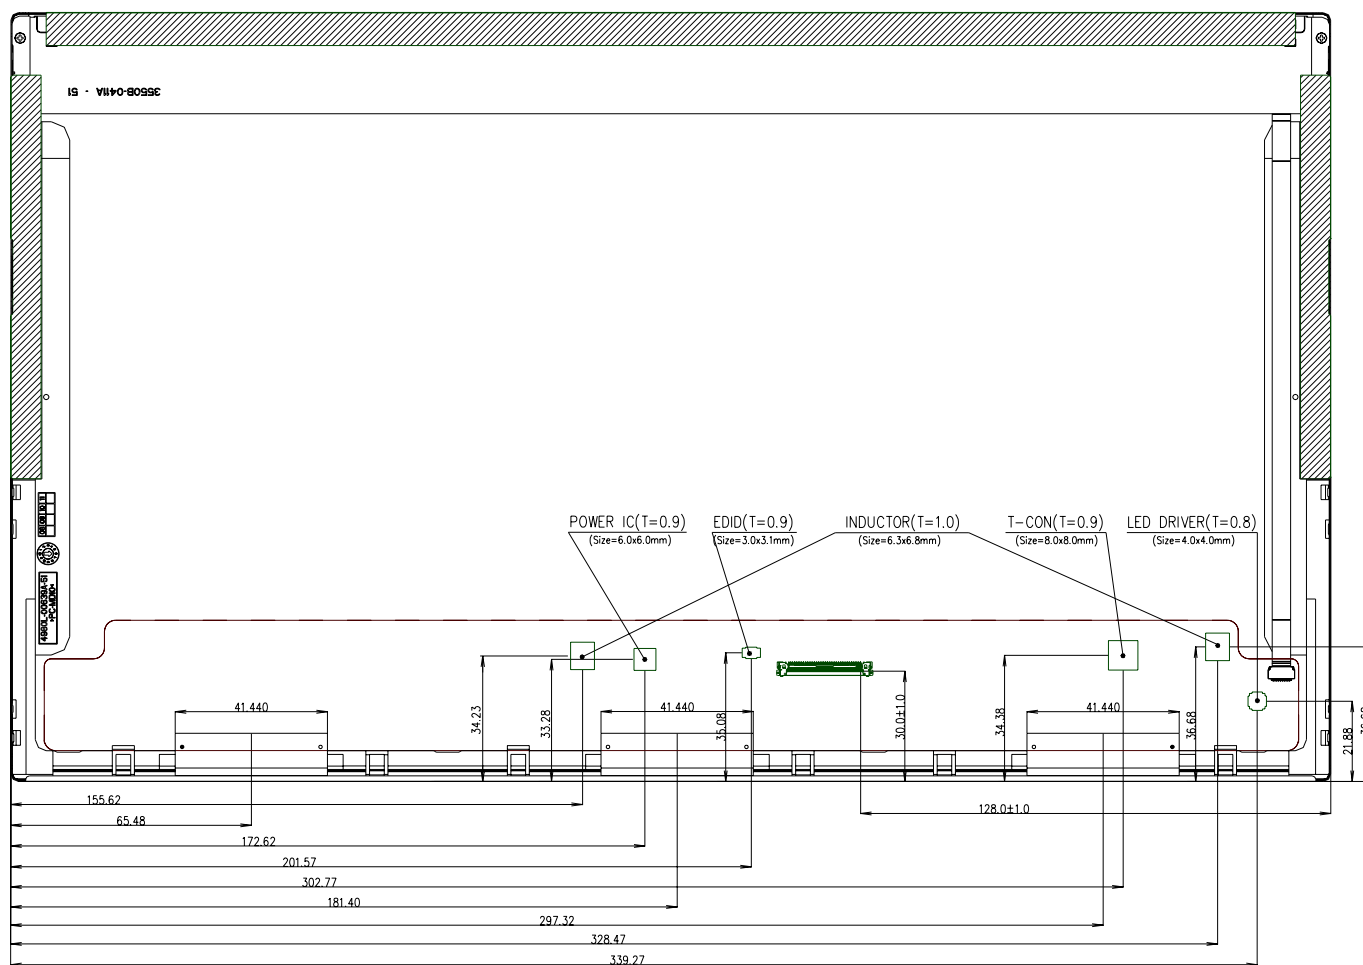 3550B-0411A - 51
POWER IC(T=0.9)
(Size=6.0x6.0mm)
EDID(T=0.9)
(Size=3.0x3.1mm)
INDUCTOR(T=1.0)
(Size=6.3x6.8mm)
T-CON(T=0.9)
(Size=8.0x8.0mm)
LED DRIVER(T=0.8)
(Size=4.0x4.0mm)
41.440
34.23
33.28
41.440
35.08
30.0±1.0
34.38
41.440
36.68
21.88
155.62
128.0±1.0
65.48
172.62
201.57
302.77
181.40
297.32
328.47
339.27